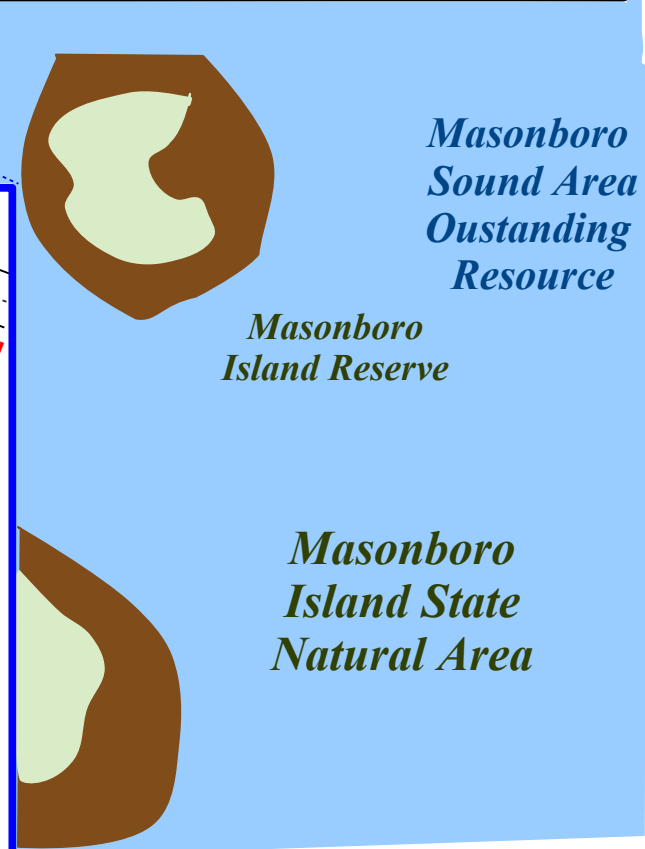 Masonboro
Sound Area
Oustanding
Resource
Masonboro
Island Reserve
Masonboro
Island State
Natural Area